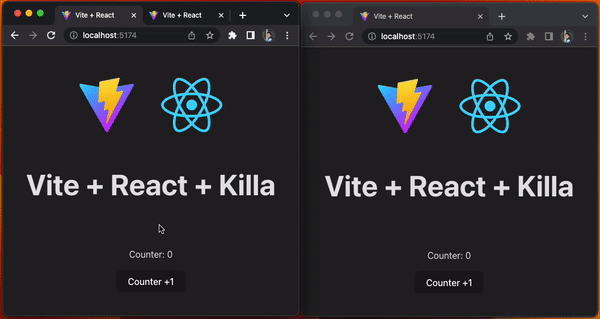 Vite + React
Vite + React
localhost:5174
Vite + React + Killa
Counter: 0
Counter +1
Vite + React
localhost:5174
Vite + React + Killa
Counter: 0
Counter +1